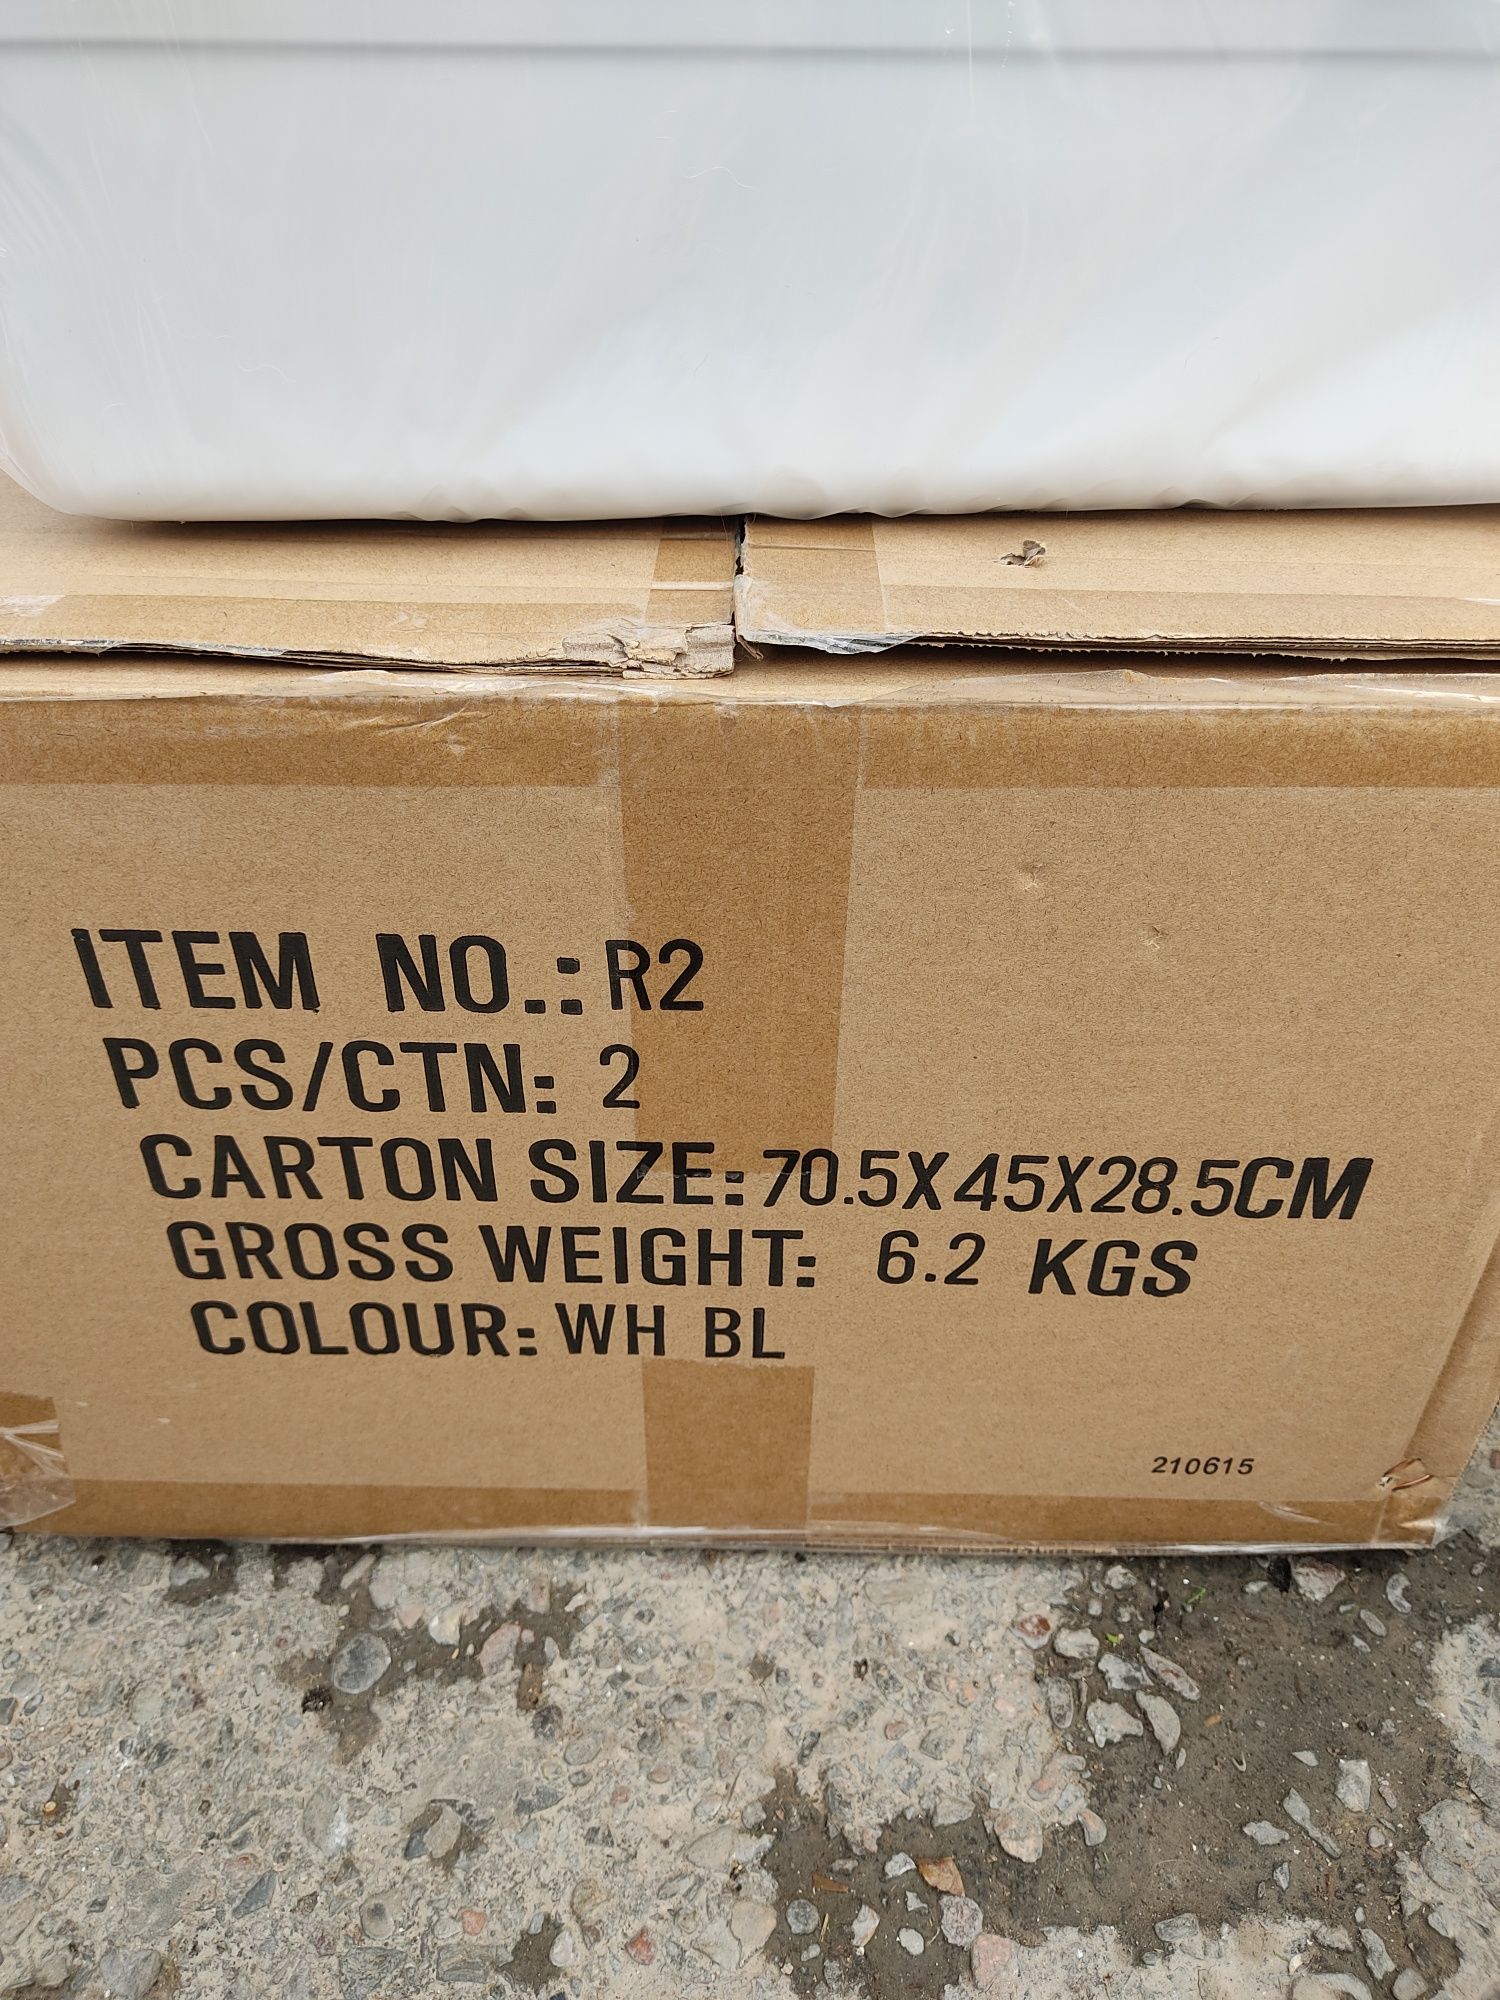 ITEM NO.: R2
PCS/CTN: 2
CARTON SIZE: 70.5X45X28.5CM
GROSS WEIGHT: 6.2 KGS
COLOUR: WH BL
210615